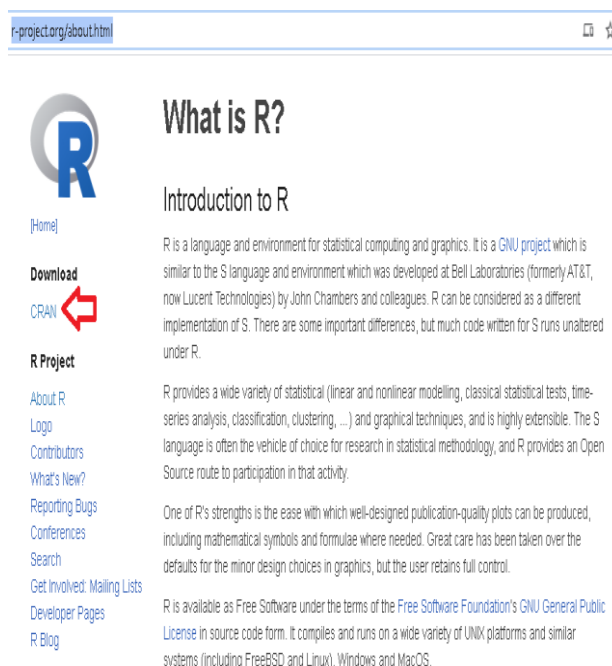 r-project.org/about.html
R
[Home]
Download
CRAN
R Project
About R
Logo
Contributors
What's New?
Reporting Bugs
Conferences
Search
Get Involved: Mailing Lists
Developer Pages
R Blog
What is R?
Introduction to R
R is a language and environment for statistical computing and graphics. It is a GNU project which is
similar to the S language and environment which was developed at Bell Laboratories (formerly AT&T,
now Lucent Technologies) by John Chambers and colleagues. R can be considered as a different
implementation of S. There are some important differences, but much code written for S runs unaltered
under R.
R provides a wide variety of statistical (linear and nonlinear modelling, classical statistical tests, time-
series analysis, classification, clustering, ...) and graphical techniques, and is highly extensible. The S
language is often the vehicle of choice for research in statistical methodology, and R provides an Open
Source route to participation in that activity.
One of R's strengths is the ease with which well-designed publication-quality plots can be produced,
including mathematical symbols and formulae where needed. Great care has been taken over the
defaults for the minor design choices in graphics, but the user retains full control.
R is available as Free Software under the terms of the Free Software Foundation's GNU General Public
License in source code form. It compiles and runs on a wide variety of UNIX platforms and similar
systems (including FreeBSD and Linux), Windows and MacOS.